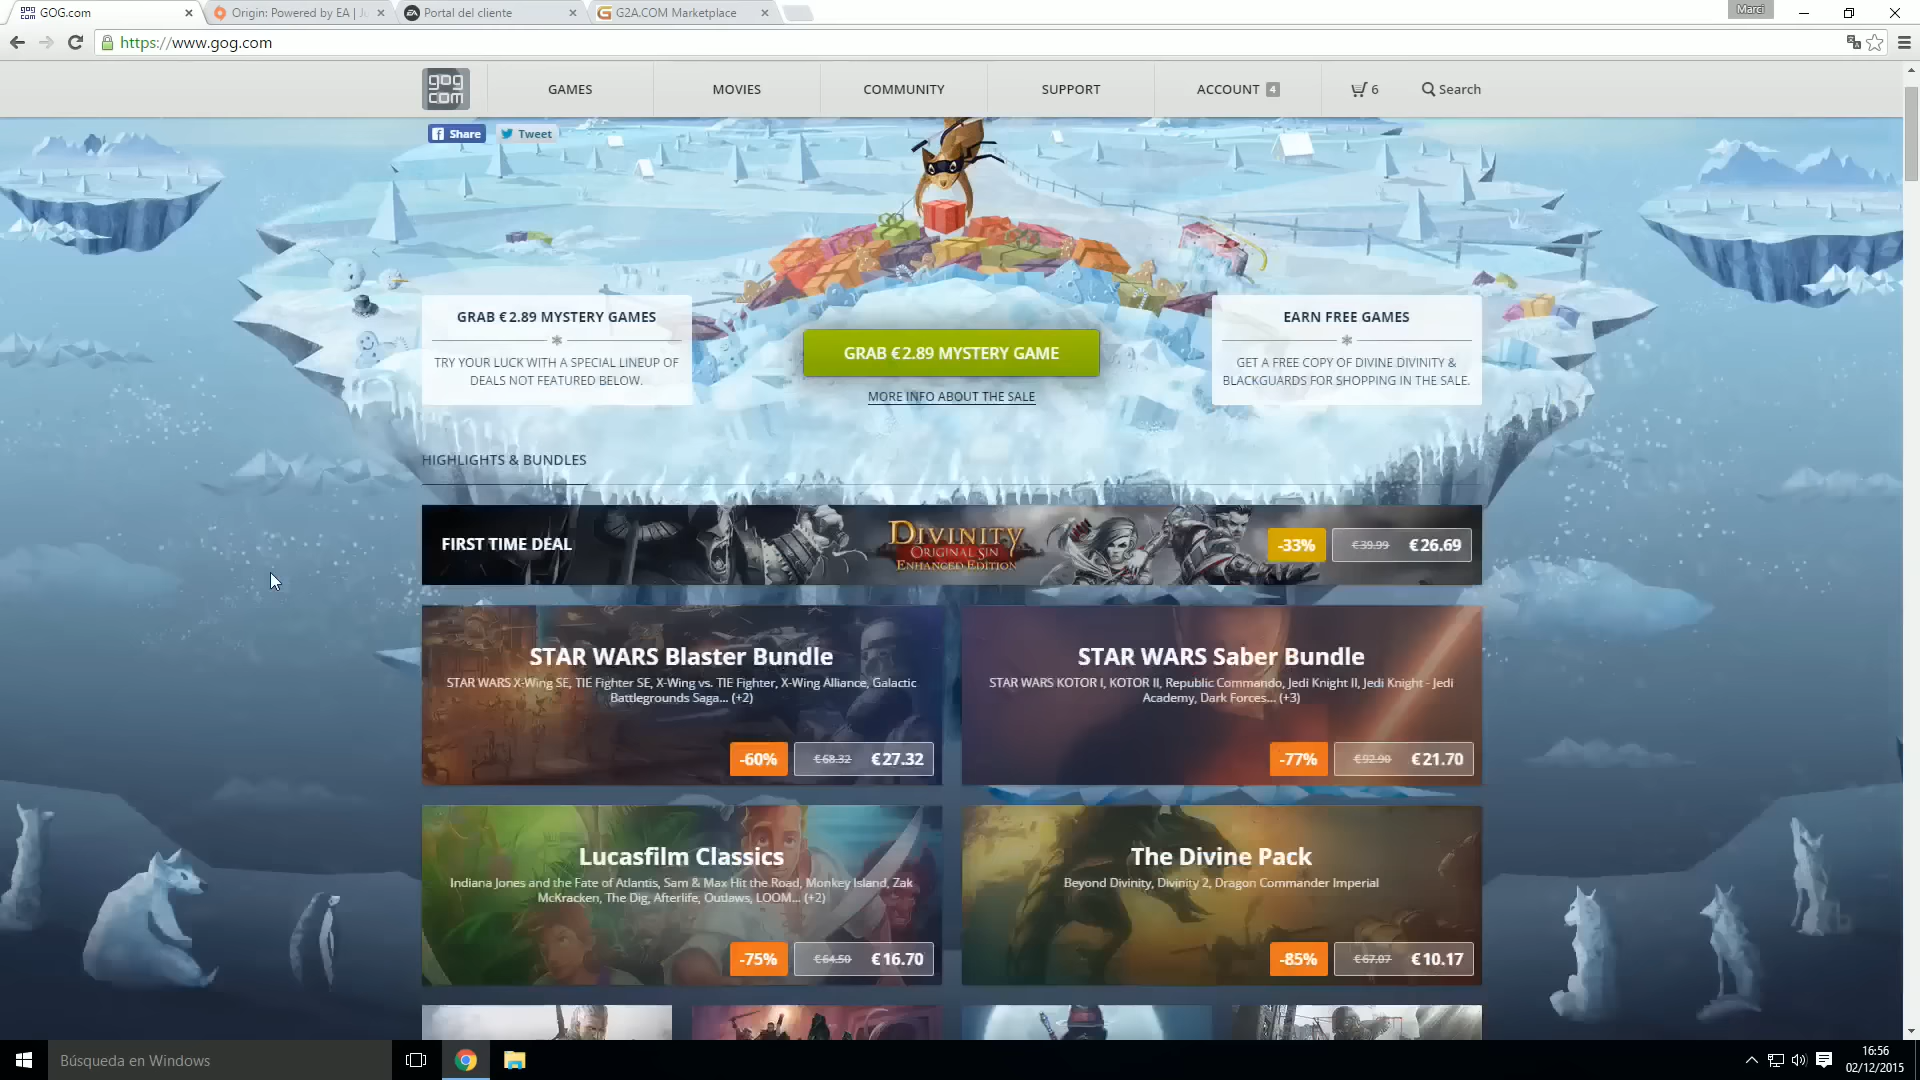 GOG.com
Origin: Powered by EA | Ju
Portal del cliente
G2A.COM Marketplace
Marci
https://www.gog.com
gog
com
GAMES
MOVIES
COMMUNITY
SUPPORT
ACCOUNT 4
6
Search
Share
Tweet
GRAB €2.89 MYSTERY GAMES
TRY YOUR LUCK WITH A SPECIAL LINEUP OF
DEALS NOT FEATURED BELOW.
GRAB €2.89 MYSTERY GAME
MORE INFO ABOUT THE SALE
EARN FREE GAMES
GET A FREE COPY OF DIVINE DIVINITY &
BLACKGUARDS FOR SHOPPING IN THE SALE.
HIGHLIGHTS & BUNDLES
FIRST TIME DEAL
DIVINITY
ORIGINAL SIN
ENHANCED EDITION
-33%
€39.99
€26.69
STAR WARS Blaster Bundle
STAR WARS X-Wing SE, TIE Fighter SE, X-Wing vs. TIE Fighter, X-Wing Alliance, Galactic
Battlegrounds Saga... (+2)
-60%
€68.32
€27.32
STAR WARS Saber Bundle
STAR WARS KOTOR I, KOTOR II, Republic Commando, Jedi Knight II, Jedi Knight - Jedi
Academy, Dark Forces... (+3)
-77%
€92.90
€21.70
Lucasfilm Classics
Indiana Jones and the Fate of Atlantis, Sam & Max Hit the Road, Monkey Island, Zak
McKracken, The Dig, Afterlife, Outlaws, LOOM... (+2)
-75%
€64.50
€16.70
The Divine Pack
Beyond Divinity, Divinity 2, Dragon Commander Imperial
-85%
€67.07
€10.17
Búsqueda en Windows
16:56
02/12/2015